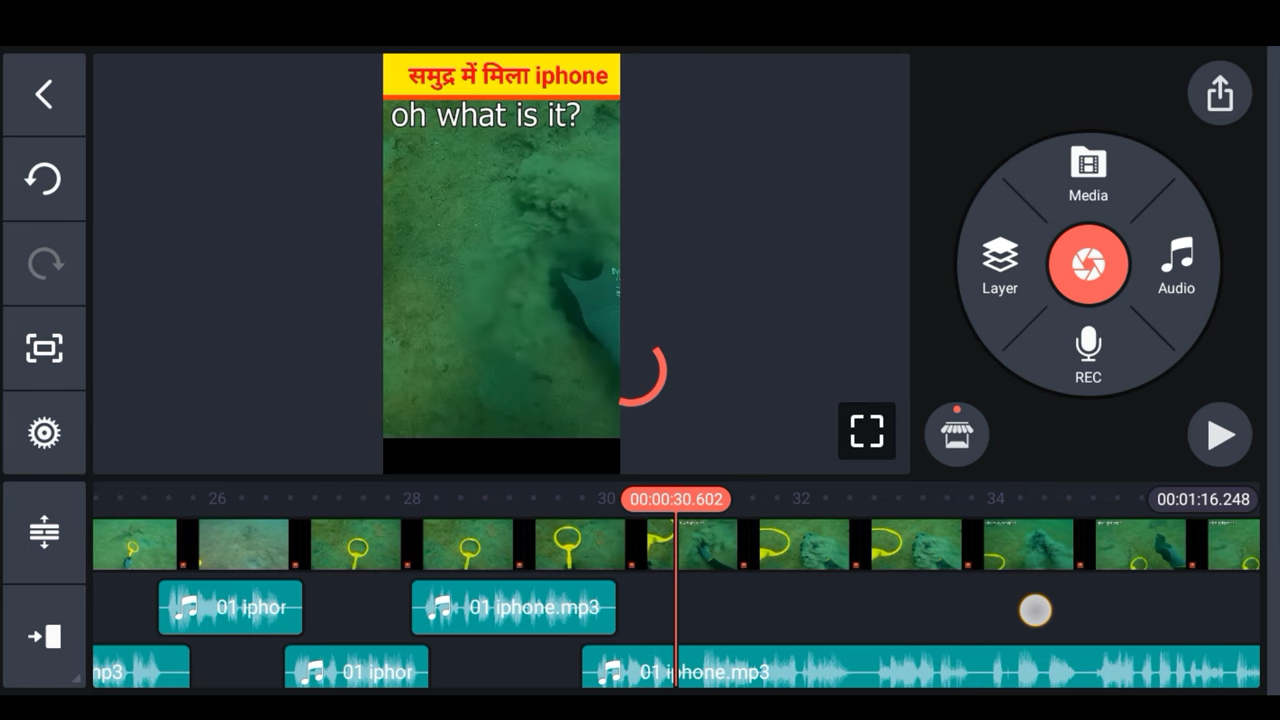 समुद्र में मिला iphone
oh what is it?
Media
Layer
Audio
REC
26
28
30
00:00:30.602
32
34
00:01:16.248
01 iphor
01 iphone.mp3
mp3
01 iphor
01 iphone.mp3